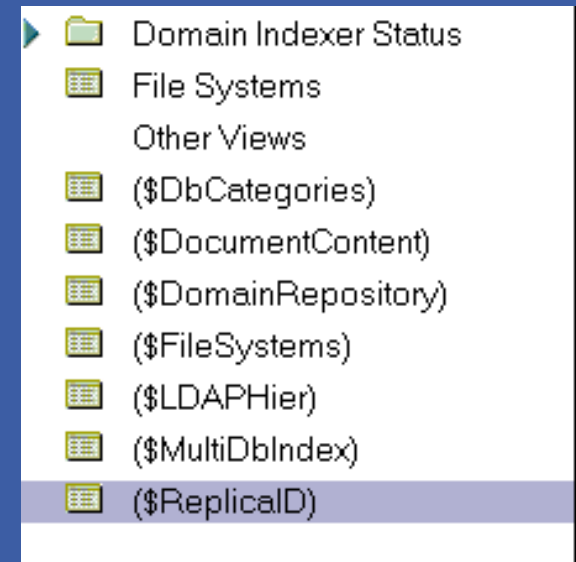 Domain Indexer Status
File Systems
Other Views
($DbCategories)
($DocumentContent)
($DomainRepository)
($FileSystems)
($LDAPHier)
($MultiDbIndex)
($ReplicaID)